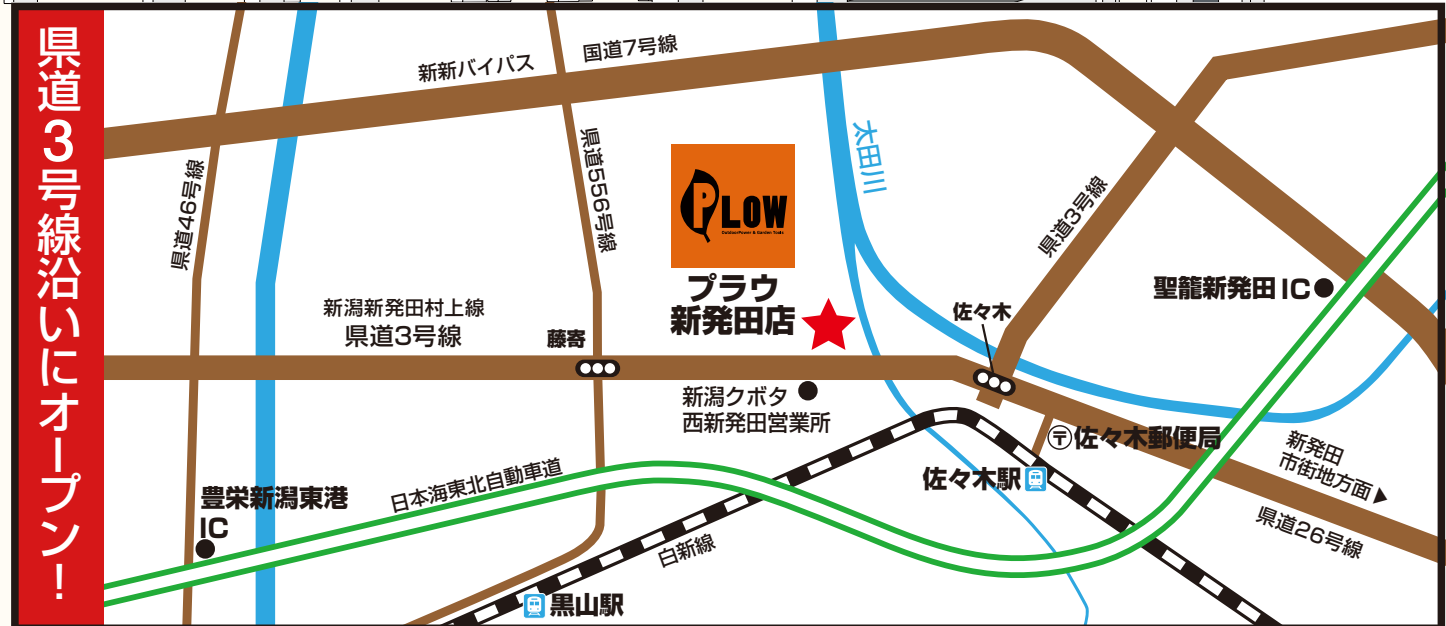 県道3号線沿いにオープン！
新新バイパス
国道7号線
県道46号線
県道556号線
太田川
県道3号線
PLOW
OutdoorPower & Garden Tools
プラウ
新発田店
聖籠新発田IC
佐々木
新潟新発田村上線
県道3号線
藤寄
新潟クボタ
西新発田営業所
〒佐々木郵便局
新発田
市街地方面▶
佐々木駅
県道26号線
日本海東北自動車道
豊栄新潟東港
IC
白新線
黒山駅